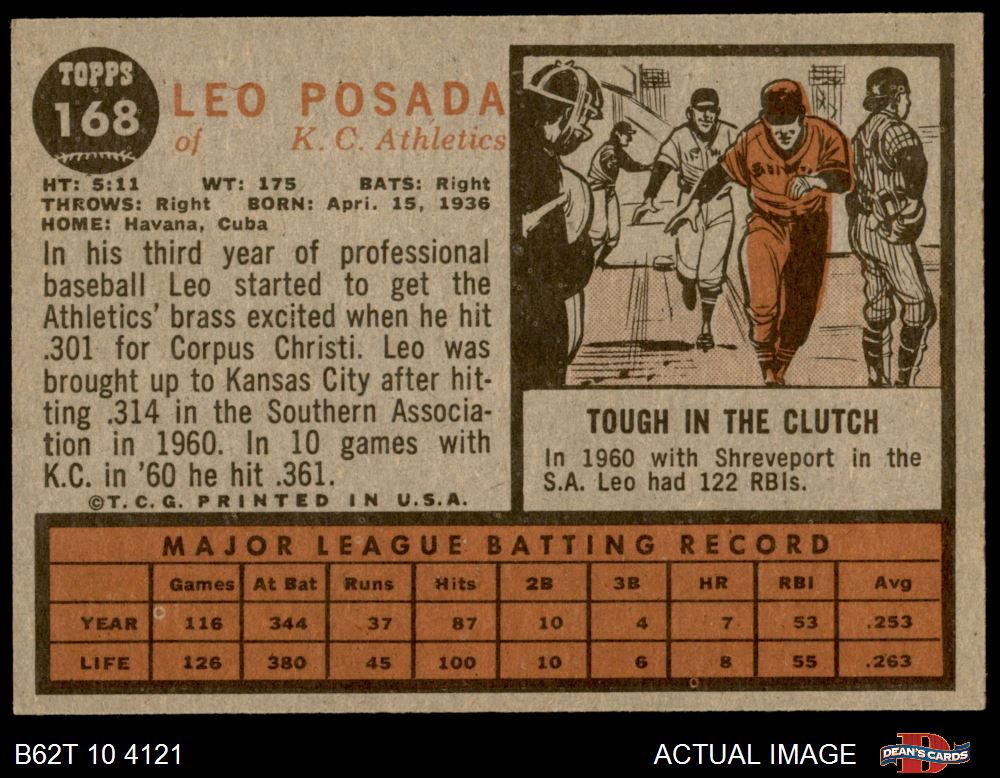 TOPPS
168
LEO POSADA
of K. C. Athletics
HT: 5:11 WT: 175 BATS: Right
THROWS: Right BORN: Apri. 15, 1936
HOME: Havana, Cuba
In his third year of professional
baseball Leo started to get the
Athletics' brass excited when he hit
.301 for Corpus Christi. Leo was
brought up to Kansas City after hit-
ting .314 in the Southern Associa-
tion in 1960. In 10 games with
K.C. in '60 he hit .361.
©T. C. G. PRINTED IN U.S.A.
TOUGH IN THE CLUTCH
In 1960 with Shreveport in the
S.A. Leo had 122 RBIs.
MAJOR LEAGUE BATTING RECORD
Games At Bat Runs Hits 2B 3B HR RBI Avg
YEAR 116 344 37 87 10 4 7 53 .253
LIFE 126 380 45 100 10 6 8 55 .263
B62T 10 4121
ACTUAL IMAGE
DEAN'S CARDS